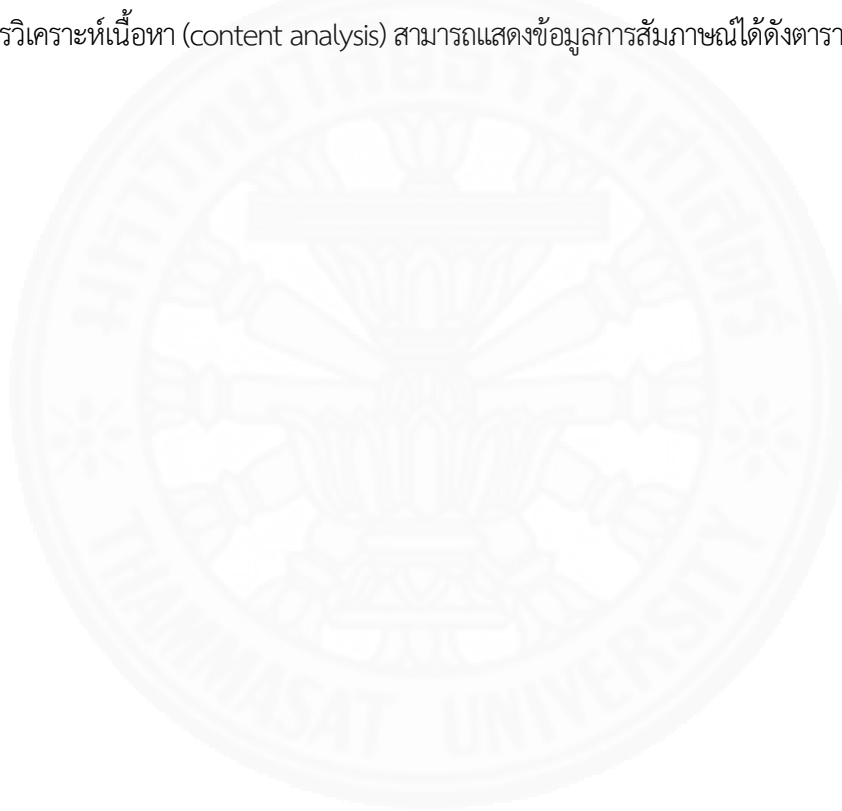 รวิเคราะห์เนื้อหา (content analysis) สามารถแสดงข้อมูลการสัมภาษณ์ได้ดังตารา
มหาวิทยาลัยธรรมศาสตร์
THAMMASAT UNIVERSITY